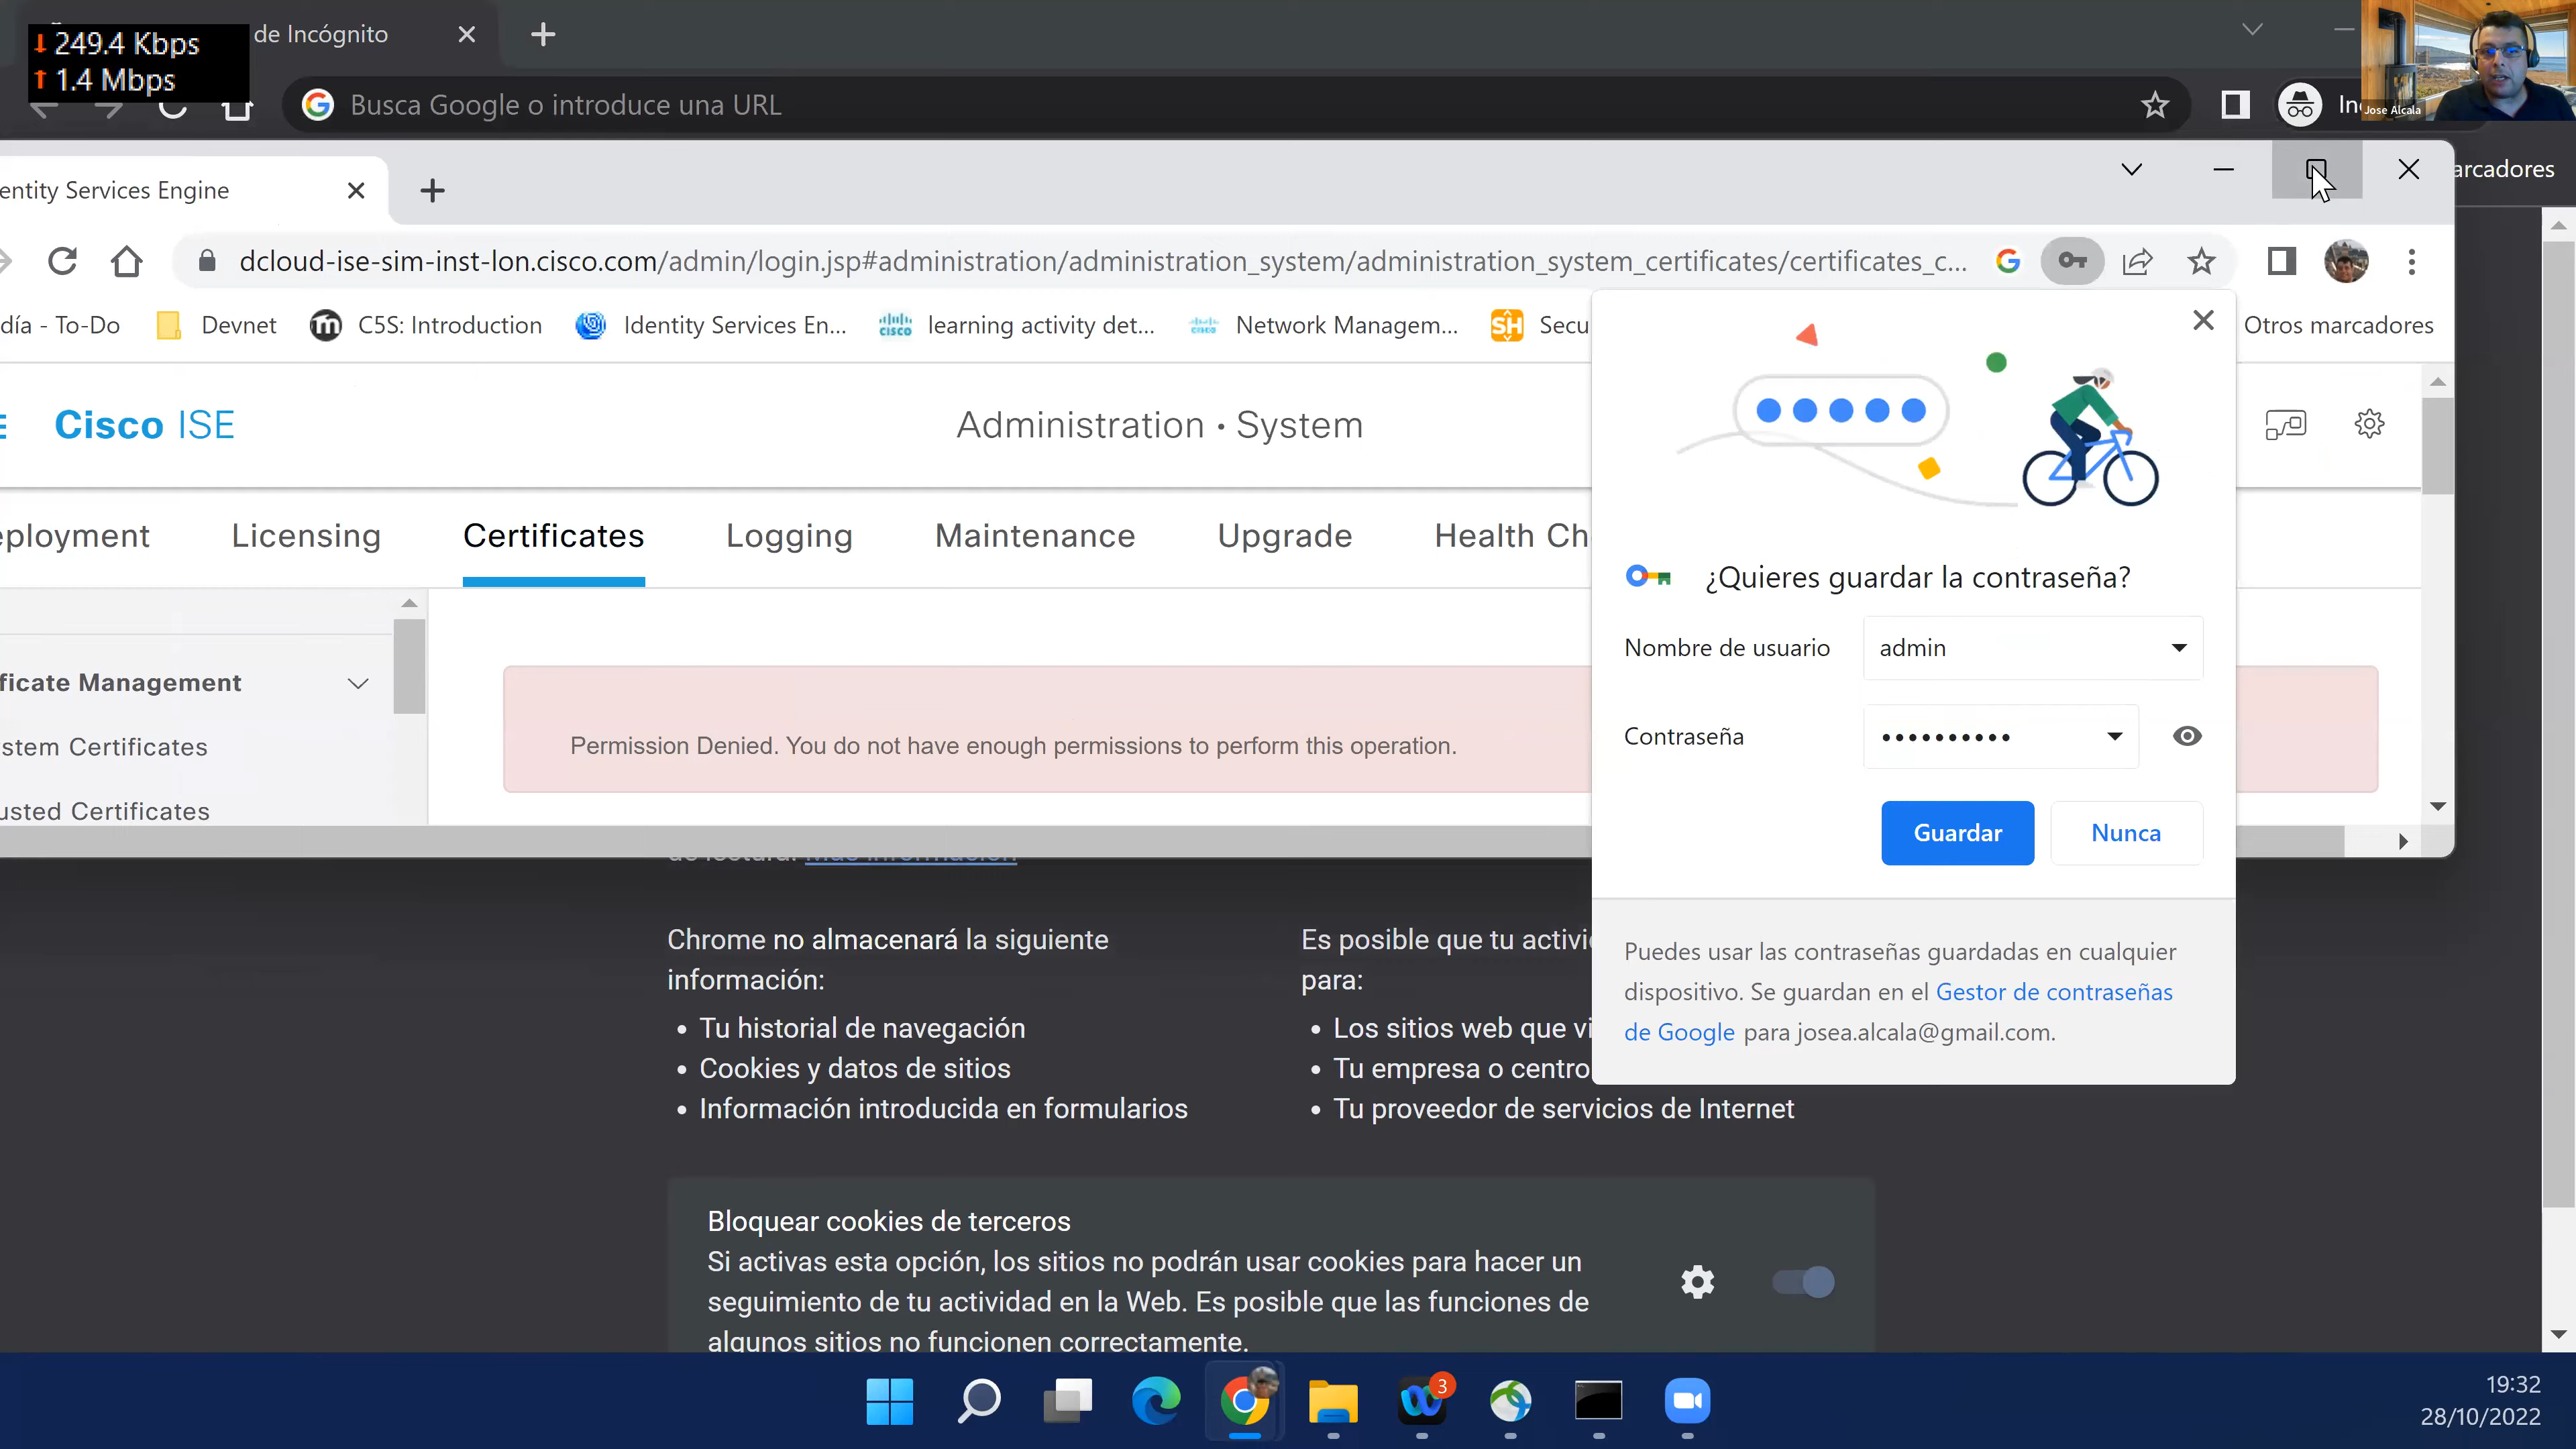 249.4 Kbps
1.4 Mbps
de Incógnito
Busca Google o introduce una URL
Jose Alcala
arcadores
entity Services Engine
dcloud-ise-sim-inst-lon.cisco.com/admin/login.jsp#administration/administration_system/administration_system_certificates/certificates_c...
día - To-Do
Devnet
C5S: Introduction
Identity Services En...
learning activity det...
Network Managem...
SH
Secu
Otros marcadores
Cisco ISE
Administration • System
eployment
Licensing
Certificates
Logging
Maintenance
Upgrade
Health Ch
ficate Management
stem Certificates
usted Certificates
Permission Denied. You do not have enough permissions to perform this operation.
¿Quieres guardar la contraseña?
Nombre de usuario
admin
Contraseña
••••••••••
Guardar
Nunca
Puedes usar las contraseñas guardadas en cualquier
dispositivo. Se guardan en el Gestor de contraseñas
de Google para josea.alcala@gmail.com.
Chrome no almacenará la siguiente
información:
• Tu historial de navegación
• Cookies y datos de sitios
• Información introducida en formularios
Es posible que tu activi
para:
• Los sitios web que vi
• Tu empresa o centro
• Tu proveedor de servicios de Internet
Bloquear cookies de terceros
Si activas esta opción, los sitios no podrán usar cookies para hacer un
seguimiento de tu actividad en la Web. Es posible que las funciones de
algunos sitios no funcionen correctamente.
3
19:32
28/10/2022